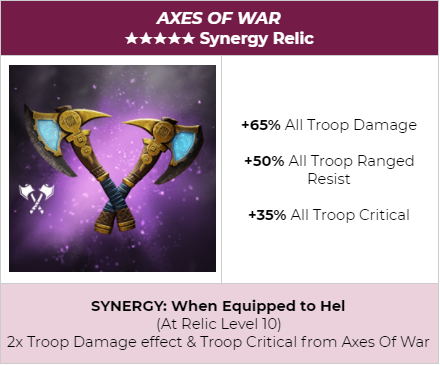 AXES OF WAR
★★★★★ Synergy Relic
+65% All Troop Damage
+50% All Troop Ranged
Resist
+35% All Troop Critical
SYNERGY: When Equipped to Hel
(At Relic Level 10)
2x Troop Damage effect & Troop Critical from Axes Of War